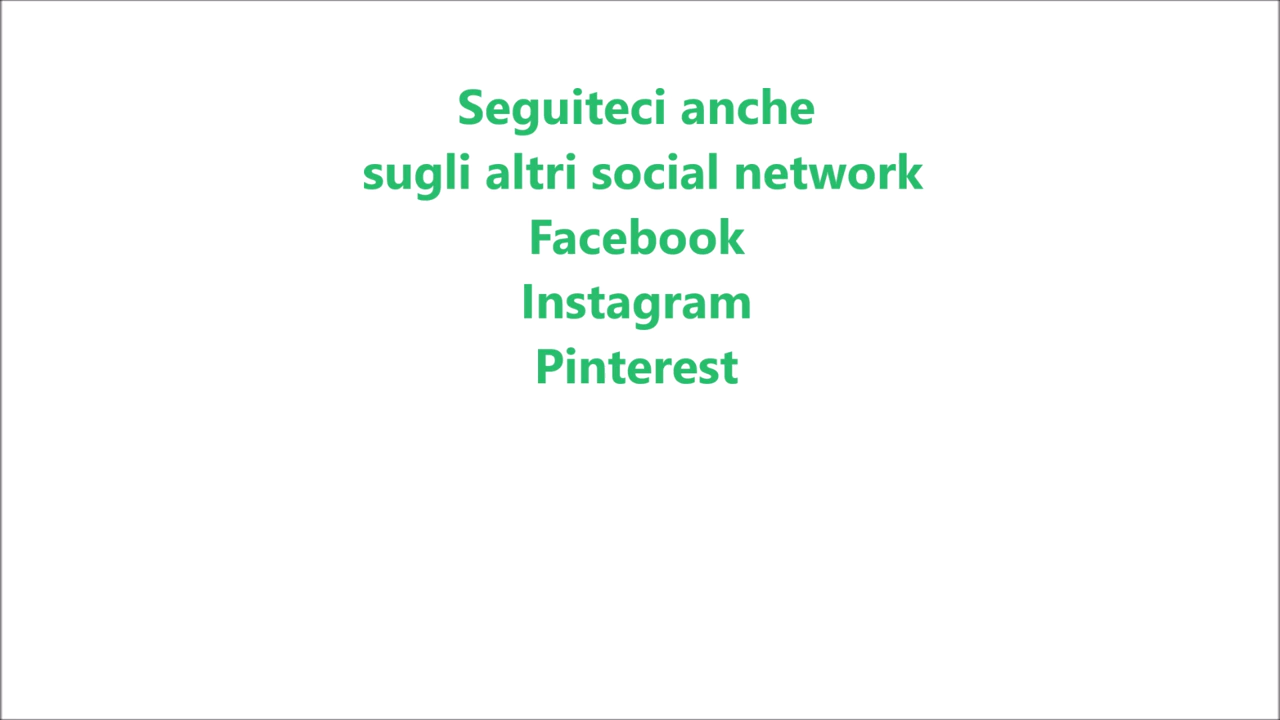 Seguiteci anche
sugli altri social network
Facebook
Instagram
Pinterest